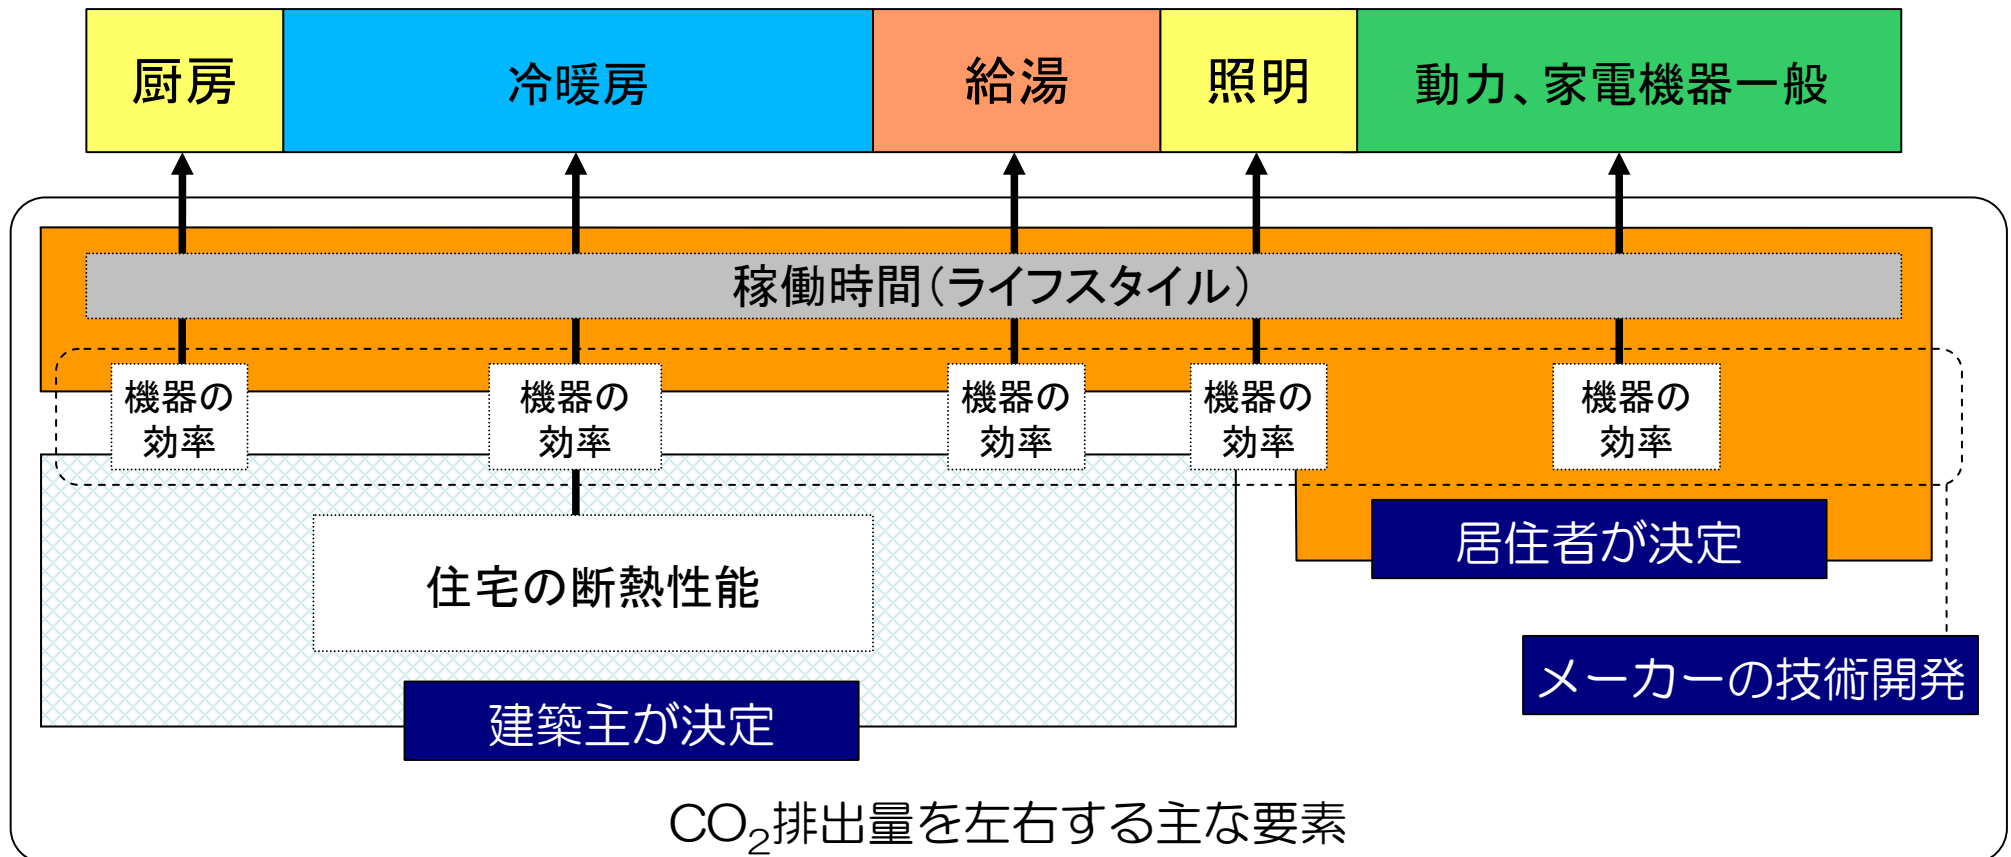 厨房
冷暖房
給湯
照明
動力、家電機器一般
稼働時間(ライフスタイル)
機器の
効率
機器の
効率
機器の
効率
機器の
効率
機器の
効率
居住者が決定
住宅の断熱性能
メーカーの技術開発
建築主が決定
CO₂排出量を左右する主な要素